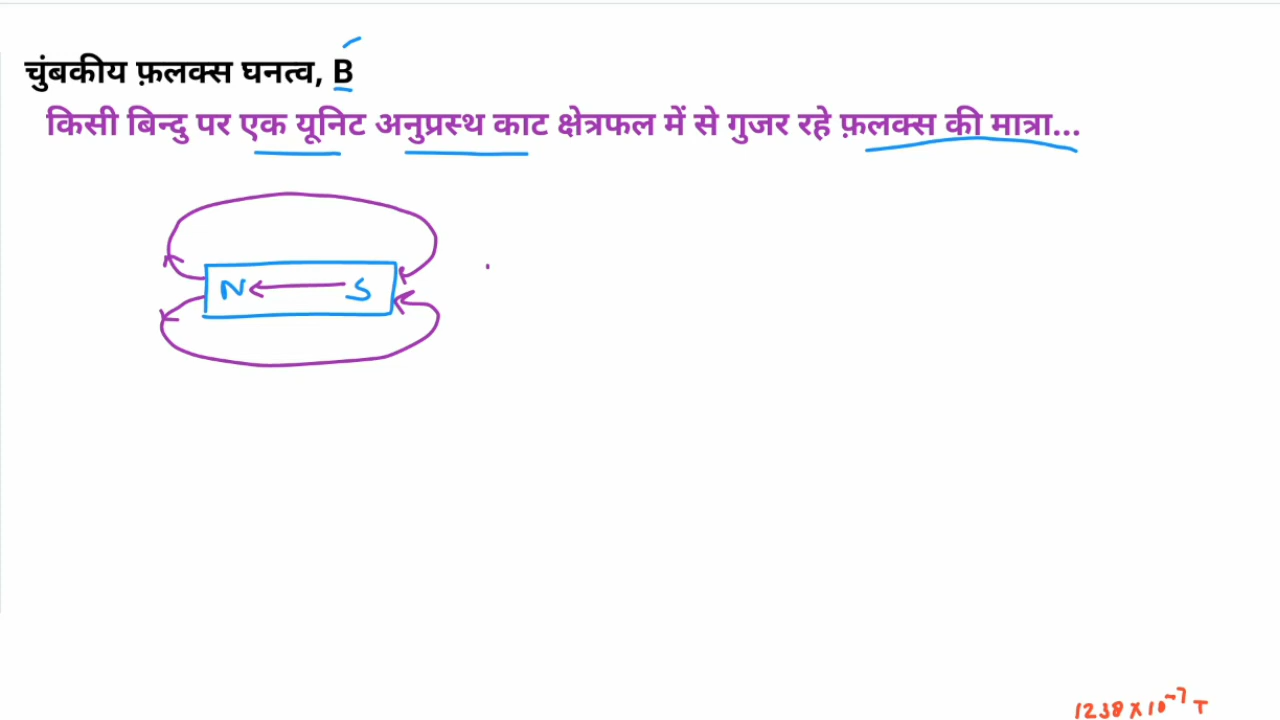 चुंबकीय फ़लक्स घनत्व, B
किसी बिन्दु पर एक यूनिट अनुप्रस्थ काट क्षेत्रफल में से गुजर रहे फ़लक्स की मात्रा...
N S
1238 x 10⁻⁷ T